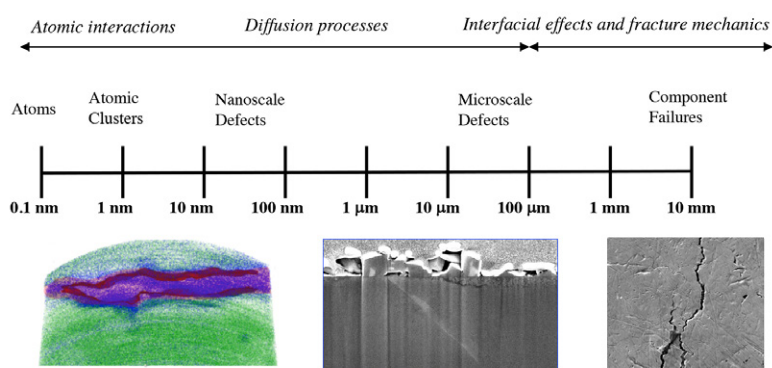 Atomic interactions Diffusion processes Interfacial effects and fracture mechanics
Atoms
Atomic
Clusters
Nanoscale
Defects
Microscale
Defects
Component
Failures
0.1 nm 1 nm 10 nm 100 nm 1 μm 10 μm 100 μm 1 mm 10 mm